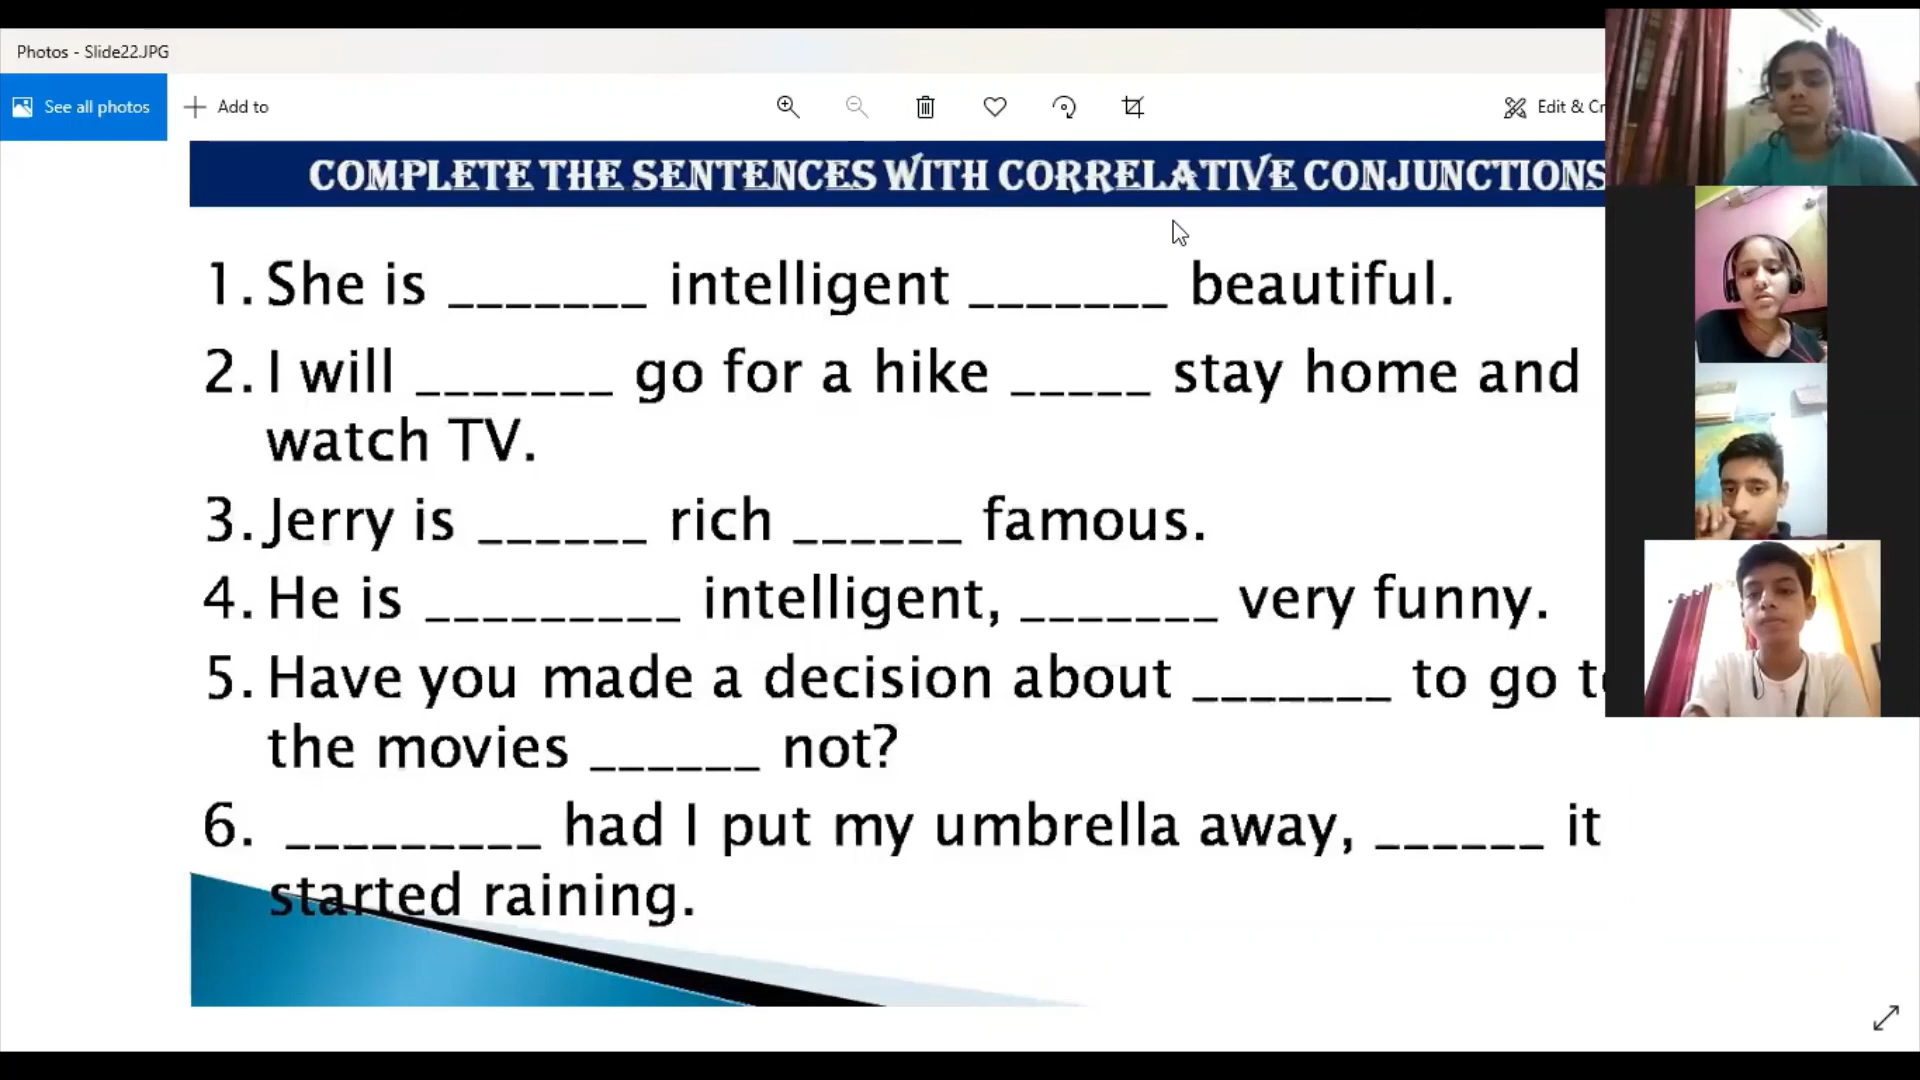 Photos - Slide22.JPG
See all photos
Add to
Edit & Cr
COMPLETE THE SENTENCES WITH CORRELATIVE CONJUNCTIONS
1. She is _______ intelligent _______ beautiful.
2. I will _______ go for a hike _____ stay home and
watch TV.
3. Jerry is ______ rich ______ famous.
4. He is _________ intelligent, _______ very funny.
5. Have you made a decision about _______ to go t
the movies ______ not?
6. _________ had I put my umbrella away, ______ it
started raining.